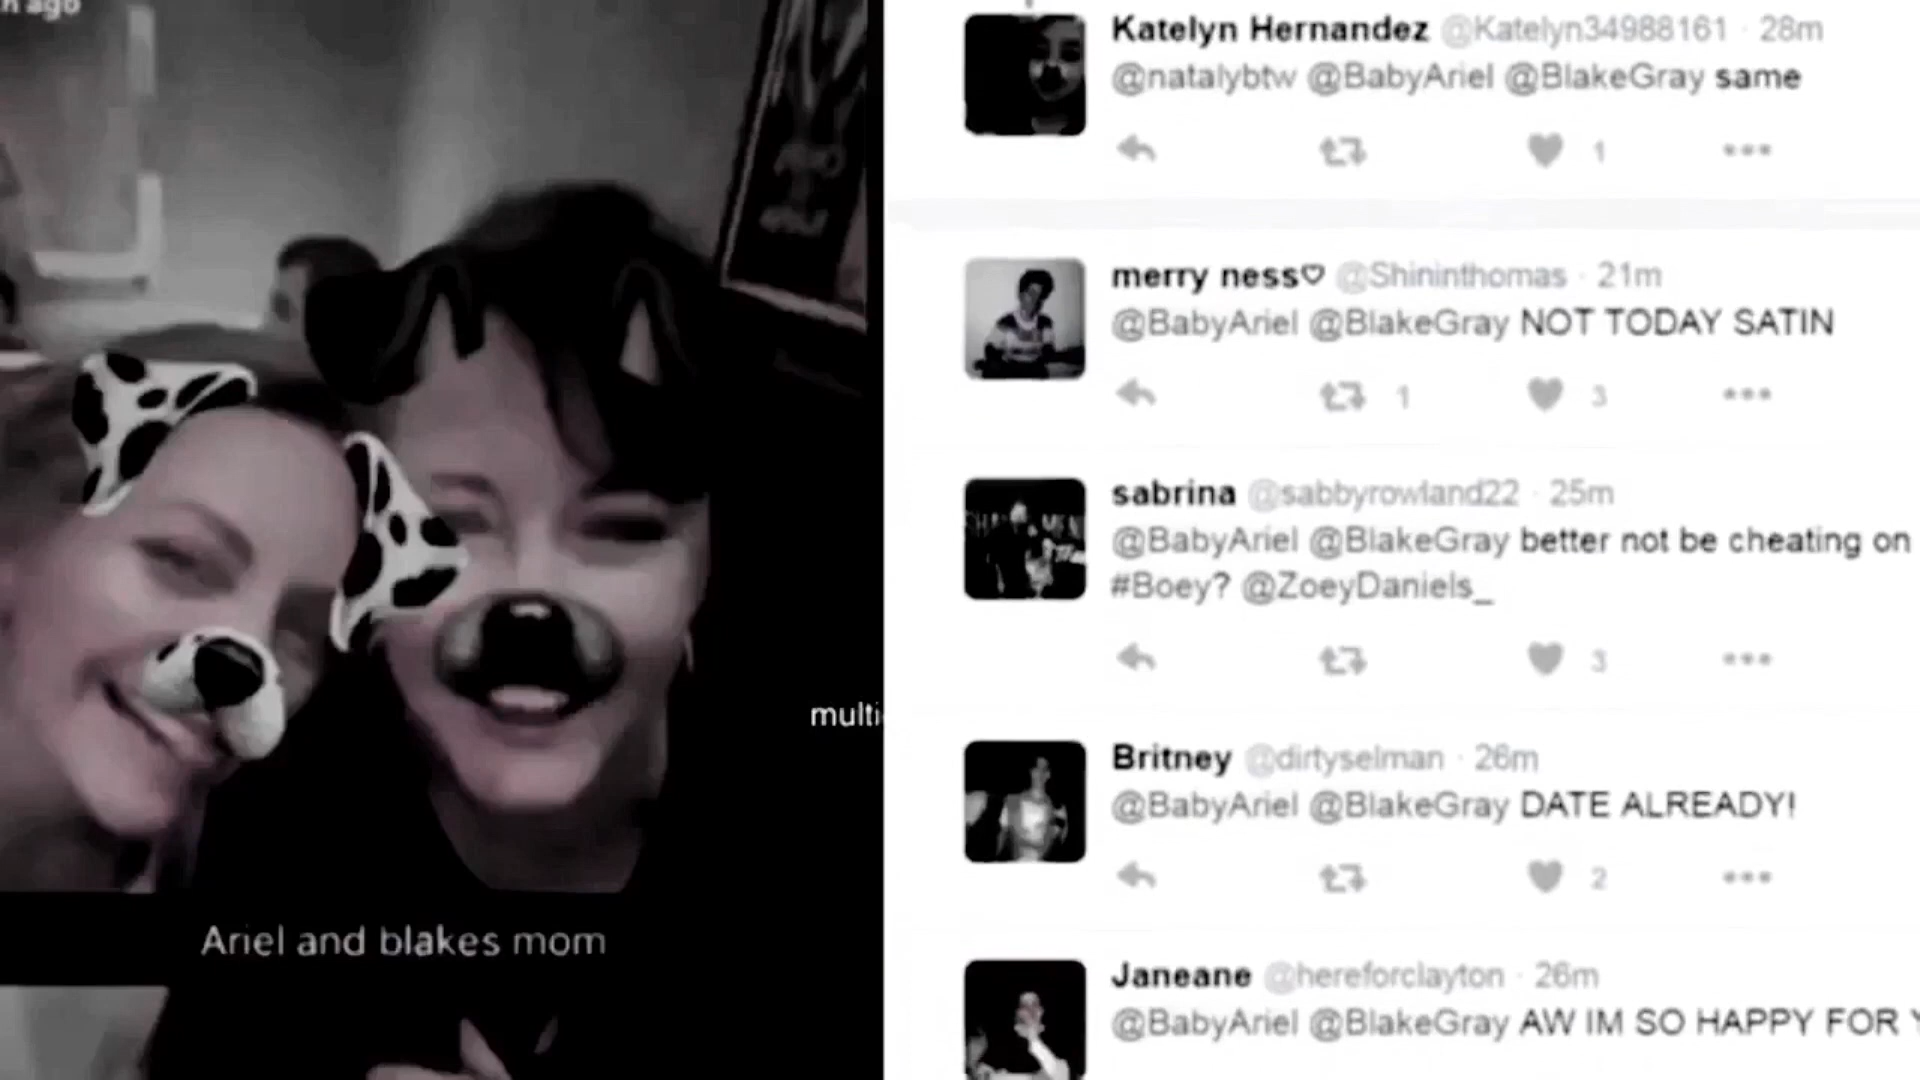 h ago
Ariel and blakes mom
multi
Katelyn Hernandez @Katelyn34988161 · 28m
@natalybtw @BabyAriel @BlakeGray same
1
merry ness♡ @Shininthomas · 21m
@BabyAriel @BlakeGray NOT TODAY SATIN
1 3
sabrina @sabbyrowland22 · 25m
@BabyAriel @BlakeGray better not be cheating on
#Boey? @ZoeyDaniels_
3
Britney @dirtyselman · 26m
@BabyAriel @BlakeGray DATE ALREADY!
2
Janeane @hereforclayton · 26m
@BabyAriel @BlakeGray AW IM SO HAPPY FOR